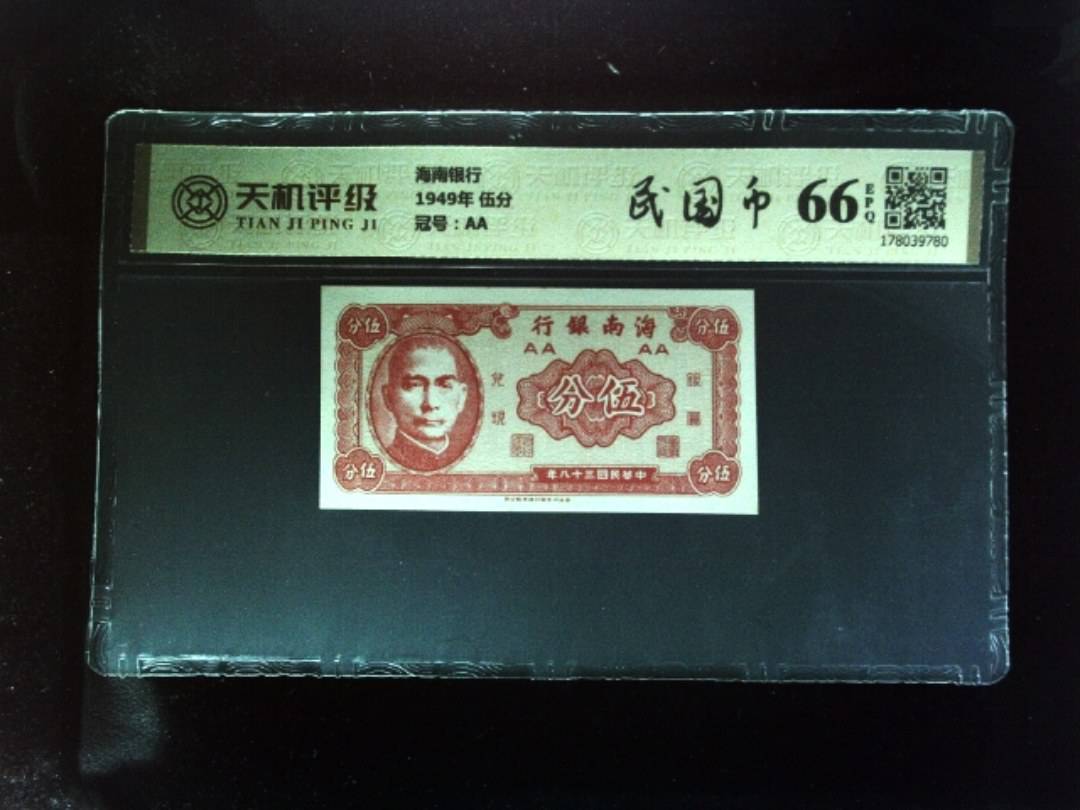 天机评级
TIAN JI PING JI
海南银行
1949年 伍分
冠号：AA
民国币
66
EPQ
178039780
分伍
行銀南海
分伍
AA AA
兌現
分伍
銀圓
分伍
年八十三國民華中
分伍